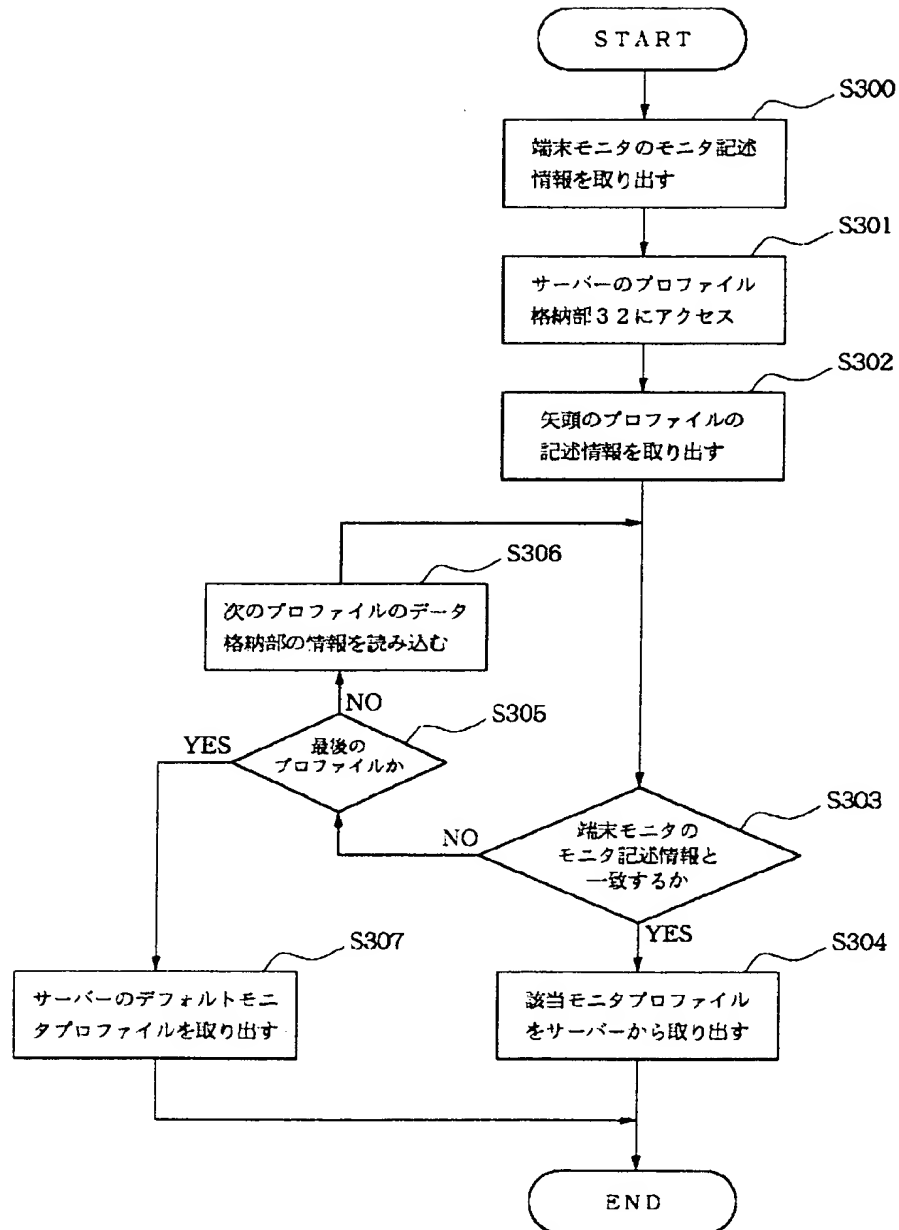 START
S300
端末モニタのモニタ記述
情報を取り出す
S301
サーバーのプロファイル
格納部32にアクセス
S302
矢頭のプロファイルの
記述情報を取り出す
S306
次のプロファイルのデータ
格納部の情報を読み込む
NO
S305
YES
最後の
プロファイルか
S303
NO
端末モニタの
モニタ記述情報と
一致するか
YES
S307
S304
サーバーのデフォルトモニ
タプロファイルを取り出す
該当モニタプロファイル
をサーバーから取り出す
END